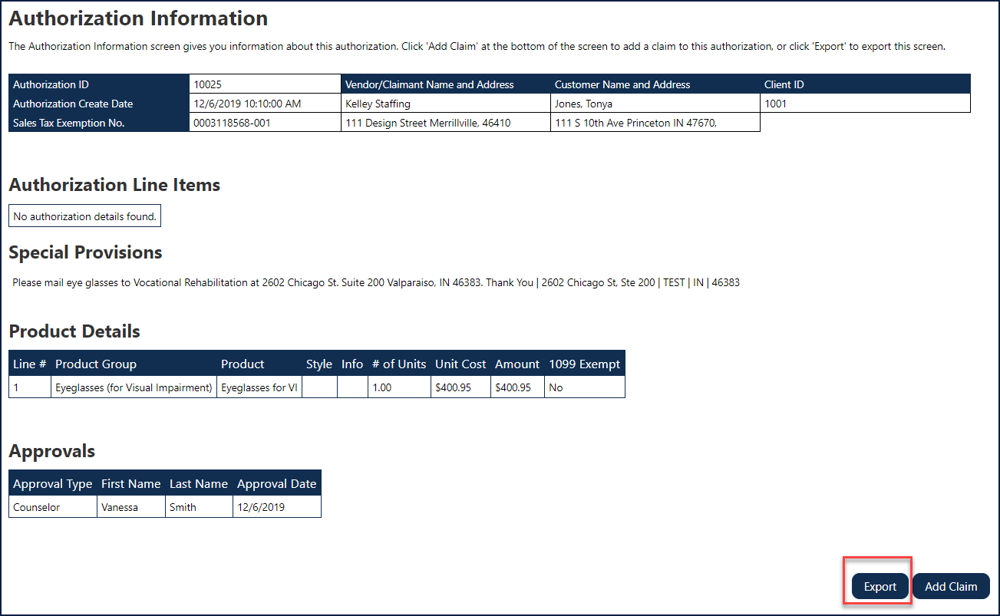 Authorization Information
The Authorization Information screen gives you information about this authorization. Click 'Add Claim' at the bottom of the screen to add a claim to this authorization, or click 'Export' to export this screen.
Authorization ID 10025 Vendor/Claimant Name and Address Customer Name and Address Client ID
Authorization Create Date 12/6/2019 10:10:00 AM Kelley Staffing Jones, Tonya 1001
Sales Tax Exemption No. 0003118568-001 111 Design Street Merrillville, 46410 111 S 10th Ave Princeton IN 47670,
Authorization Line Items
No authorization details found.
Special Provisions
Please mail eye glasses to Vocational Rehabilitation at 2602 Chicago St. Suite 200 Valparaiso, IN 46383. Thank You | 2602 Chicago St, Ste 200 | TEST | IN | 46383
Product Details
Line # Product Group Product Style Info # of Units Unit Cost Amount 1099 Exempt
1 Eyeglasses (for Visual Impairment) Eyeglasses for VI 1.00 $400.95 $400.95 No
Approvals
Approval Type First Name Last Name Approval Date
Counselor Vanessa Smith 12/6/2019
Export Add Claim